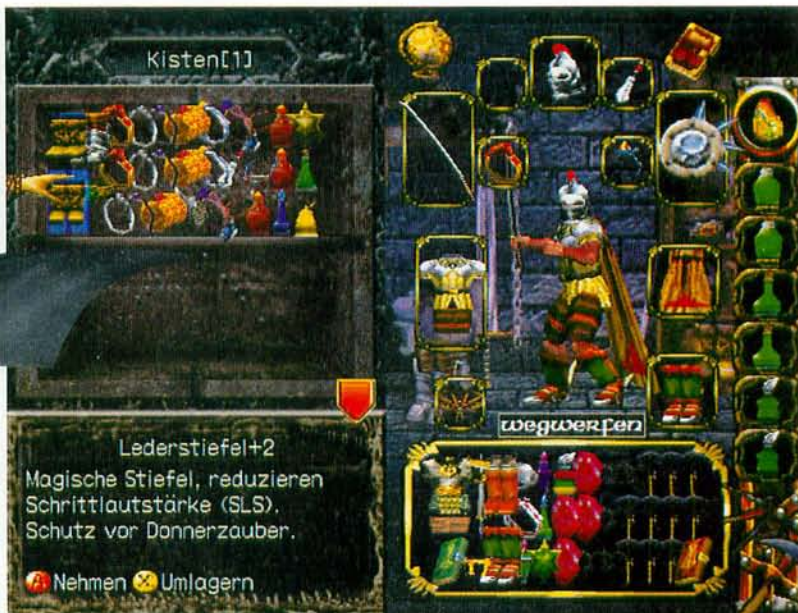 Kisten[1]
Lederstiefel+2
Magische Stiefel, reduzieren
Schrittlautstärke (SLS).
Schutz vor Donnerzauber.
A Nehmen X Umlagern
wegwerfen